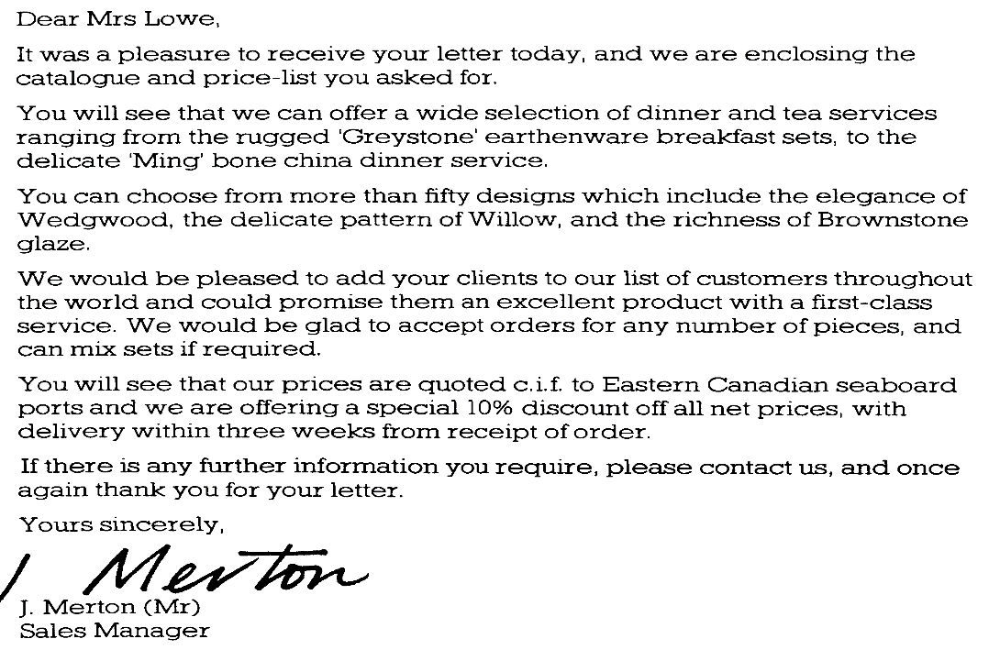 Dear Mrs Lowe,
It was a pleasure to receive your letter today, and we are enclosing the
catalogue and price-list you asked for.
You will see that we can offer a wide selection of dinner and tea services
ranging from the rugged 'Greystone' earthenware breakfast sets, to the
delicate 'Ming' bone china dinner service.
You can choose from more than fifty designs which include the elegance of
Wedgwood, the delicate pattern of Willow, and the richness of Brownstone
glaze.
We would be pleased to add your clients to our list of customers throughout
the world and could promise them an excellent product with a first-class
service. We would be glad to accept orders for any number of pieces, and
can mix sets if required.
You will see that our prices are quoted c.i.f. to Eastern Canadian seaboard
ports and we are offering a special 10% discount off all net prices, with
delivery within three weeks from receipt of order.
If there is any further information you require, please contact us, and once
again thank you for your letter.
Yours sincerely,
J Merton
J. Merton (Mr)
Sales Manager